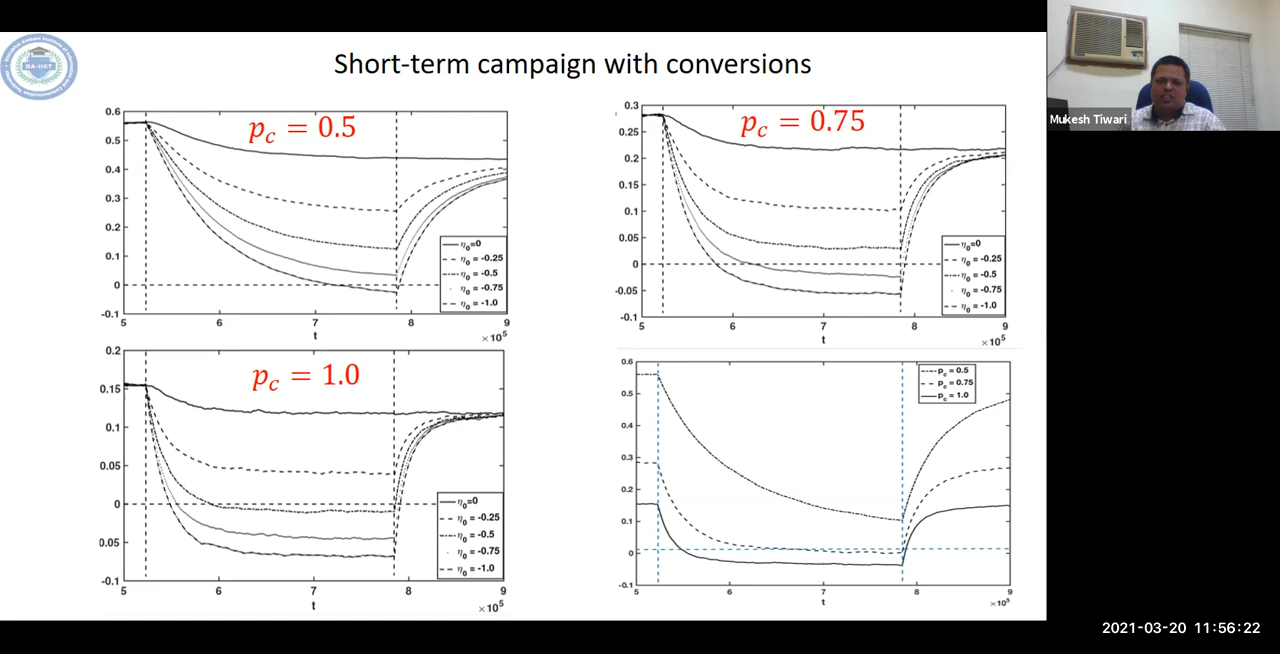 Short-term campaign with conversions
Mukesh Tiwari
p_c = 0.5
0.6
0.5
0.4
0.3
0.2
0.1
0
-0.1
5
6
7
8
9
t
×10^5
η_0=0
η_0 = -0.25
η_0 = -0.5
η_0 = -0.75
η_0 = -1.0
p_c = 0.75
0.3
0.25
0.2
0.15
0.1
0.05
0
-0.05
-0.1
5
6
7
8
9
t
×10^5
η_0=0
η_0 = -0.25
η_0 = -0.5
η_0 = -0.75
η_0 = -1.0
p_c = 1.0
0.2
0.15
0.1
0.05
0
0.05
-0.1
5
6
7
8
9
t
×10^5
η_0=0
η_0 = -0.25
η_0 = -0.5
η_0 = -0.75
η_0 = -1.0
0.6
0.5
0.4
0.3
0.2
0.1
0
-0.1
5
6
7
8
9
t
×10^5
p_c = 0.5
p_c = 0.75
p_c = 1.0
DA-IICT
2021-03-20 11:56:22